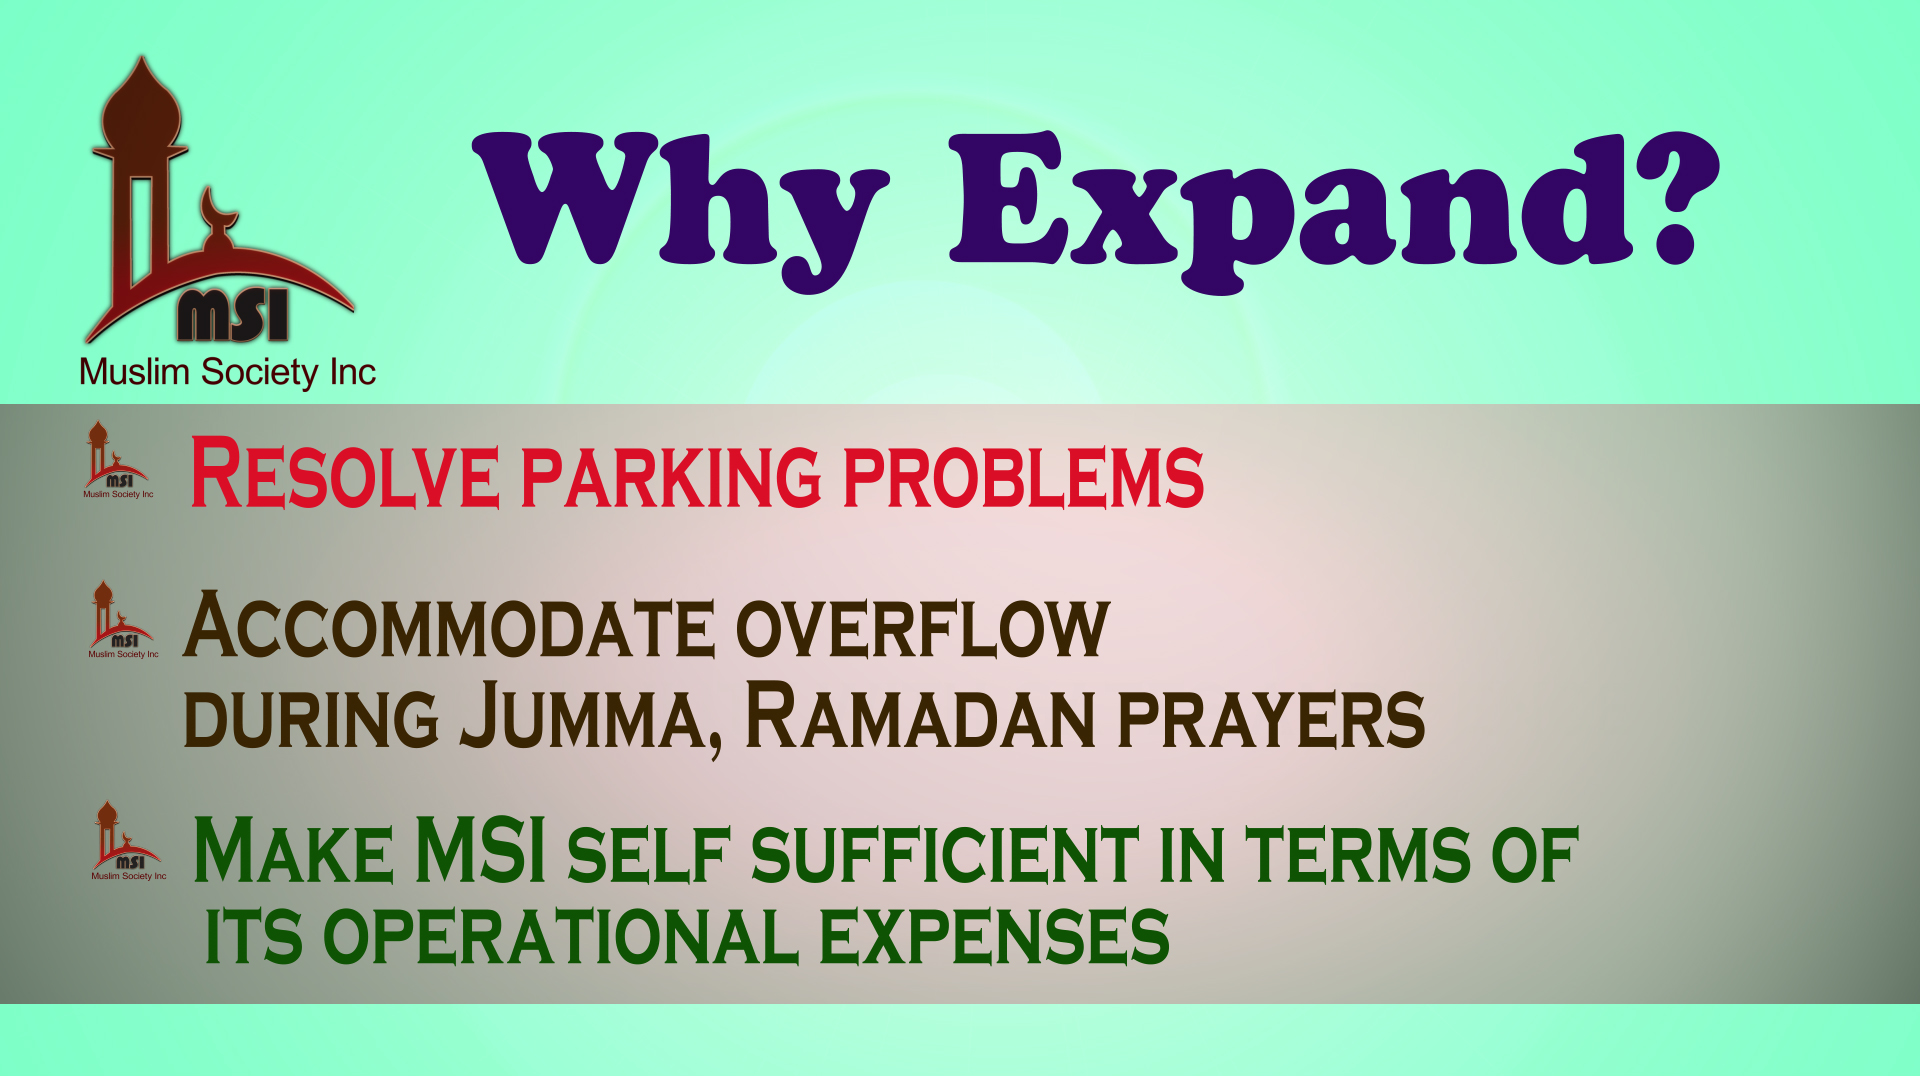 MSI
Muslim Society Inc
Why Expand?
MSI
Muslim Society Inc
Resolve parking problems
MSI
Muslim Society Inc
Accommodate overflow
during Jumma, Ramadan prayers
MSI
Muslim Society Inc
Make MSI self sufficient in terms of
its operational expenses